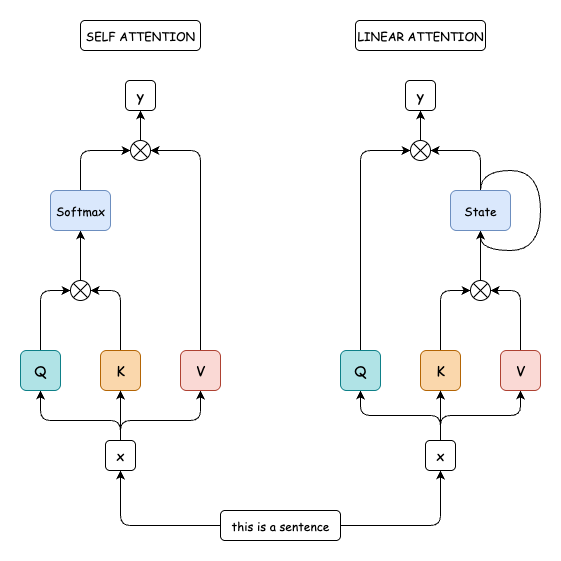 SELF ATTENTION
LINEAR ATTENTION
y
y
Softmax
State
Q
K
V
Q
K
V
x
x
this is a sentence